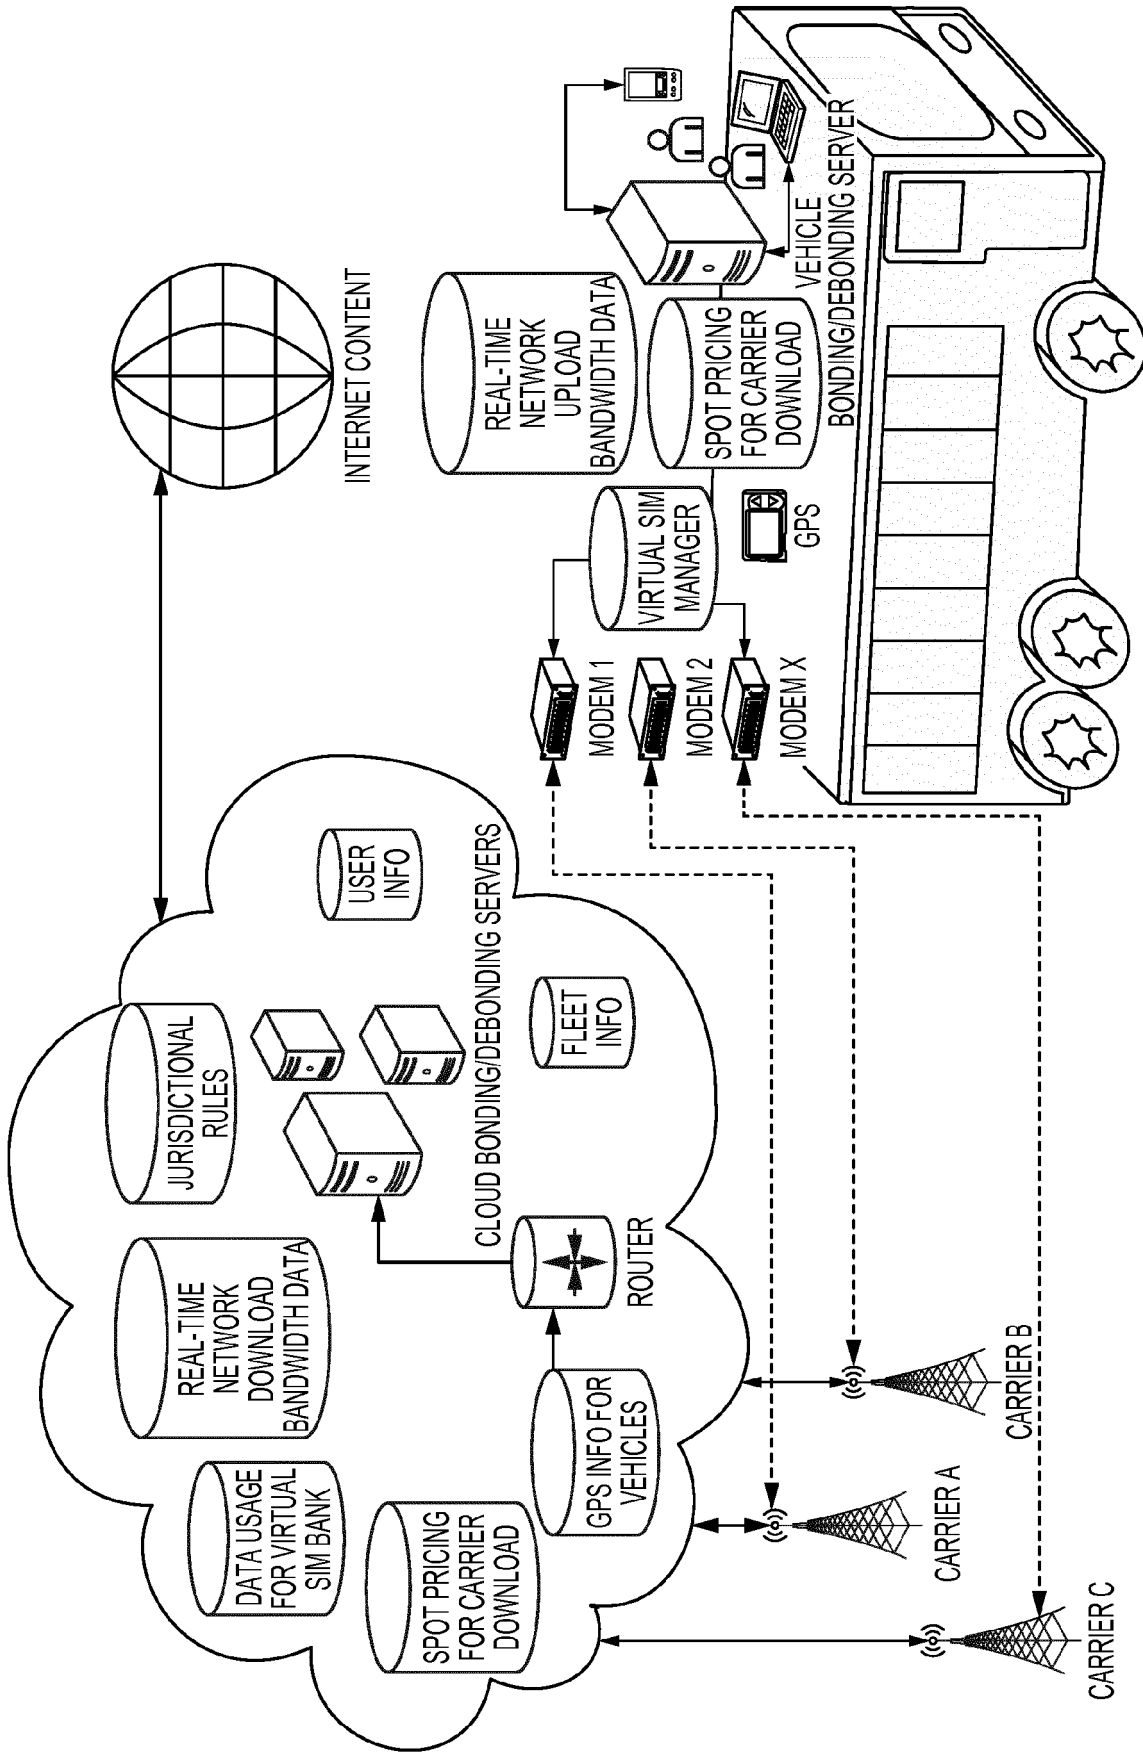 INTERNET CONTENT
JURISDICTIONAL
RULES
REAL-TIME
NETWORK
DOWNLOAD
BANDWIDTH DATA
DATA USAGE
FOR VIRTUAL
SIM BANK
SPOT PRICING
FOR CARRIER
DOWNLOAD
USER
INFO
CLOUD BONDING/DEBONDING SERVERS
FLEET
INFO
ROUTER
GPS INFO FOR
VEHICLES
CARRIER C
CARRIER A
CARRIER B
MODEM 1
MODEM 2
MODEM X
VIRTUAL SIM
MANAGER
GPS
REAL-TIME
NETWORK
UPLOAD
BANDWIDTH DATA
SPOT PRICING
FOR CARRIER
DOWNLOAD
VEHICLE
BONDING/DEBONDING SERVER